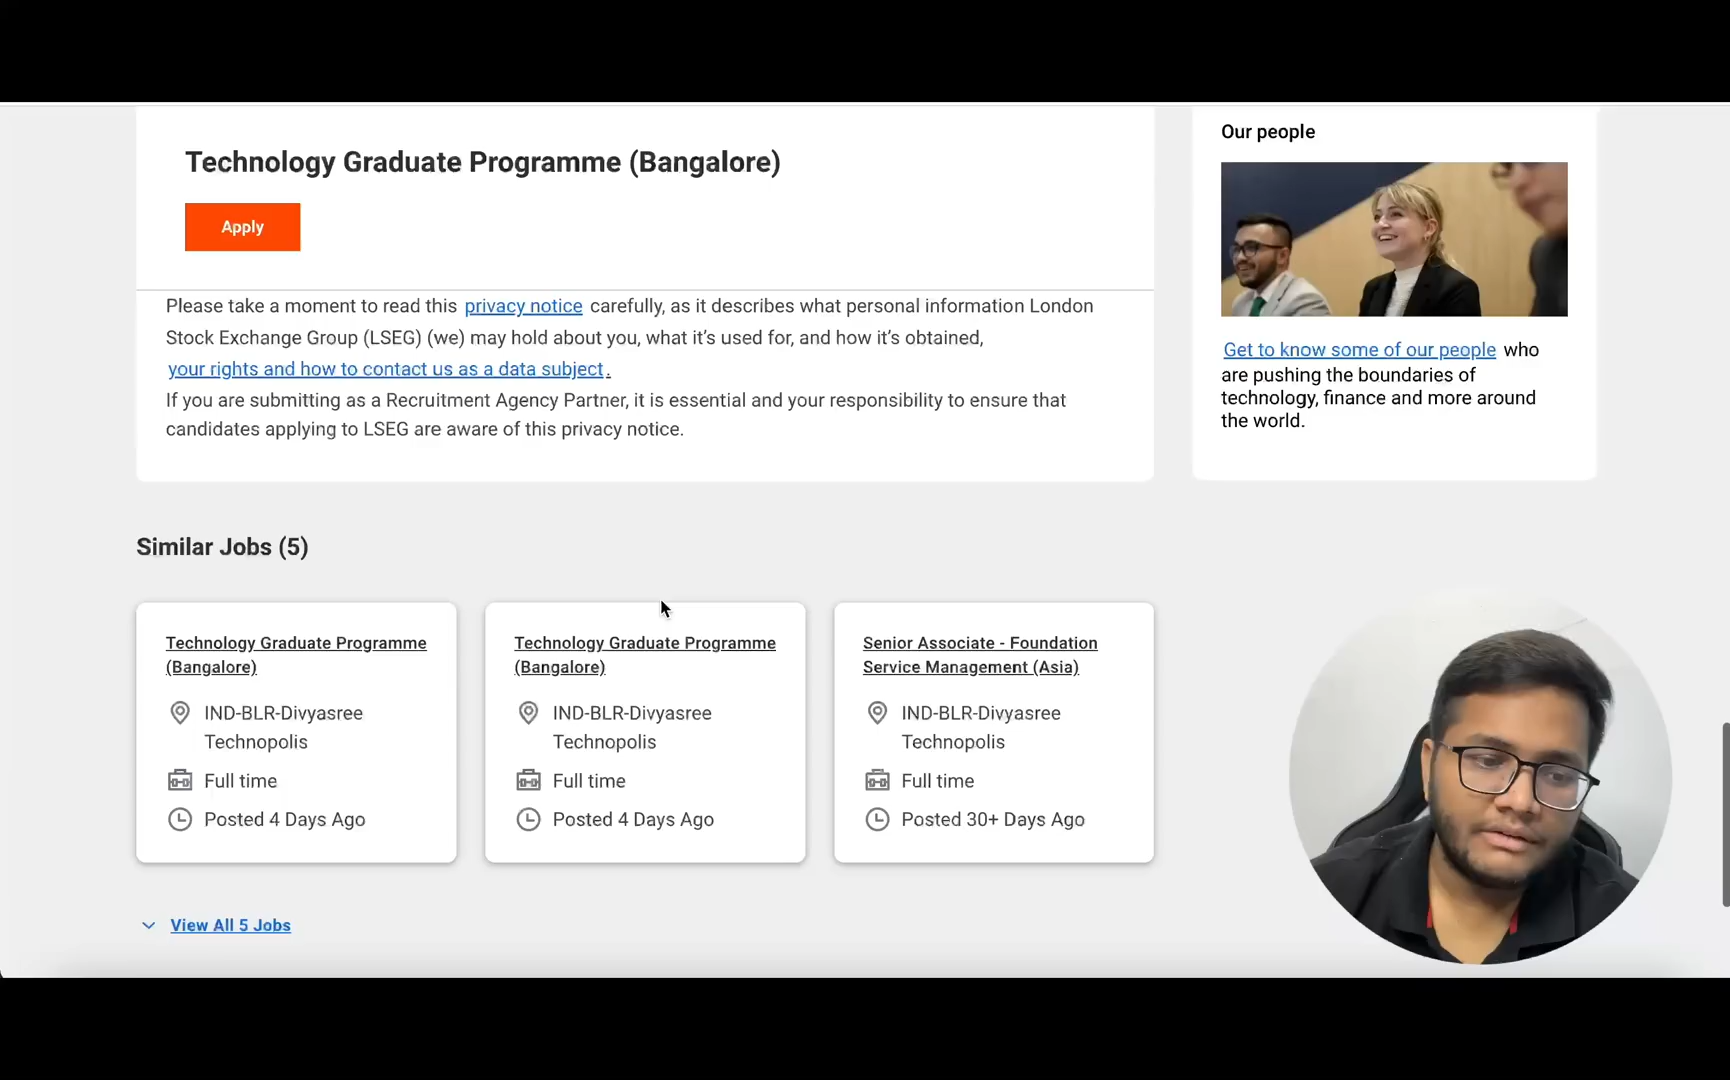 Technology Graduate Programme (Bangalore)
Apply
Please take a moment to read this privacy notice carefully, as it describes what personal information London
Stock Exchange Group (LSEG) (we) may hold about you, what it’s used for, and how it’s obtained,
your rights and how to contact us as a data subject.
If you are submitting as a Recruitment Agency Partner, it is essential and your responsibility to ensure that
candidates applying to LSEG are aware of this privacy notice.
Our people
Get to know some of our people who
are pushing the boundaries of
technology, finance and more around
the world.
Similar Jobs (5)
Technology Graduate Programme
(Bangalore)
IND-BLR-Divyasree
Technopolis
Full time
Posted 4 Days Ago
Technology Graduate Programme
(Bangalore)
IND-BLR-Divyasree
Technopolis
Full time
Posted 4 Days Ago
Senior Associate - Foundation
Service Management (Asia)
IND-BLR-Divyasree
Technopolis
Full time
Posted 30+ Days Ago
View All 5 Jobs